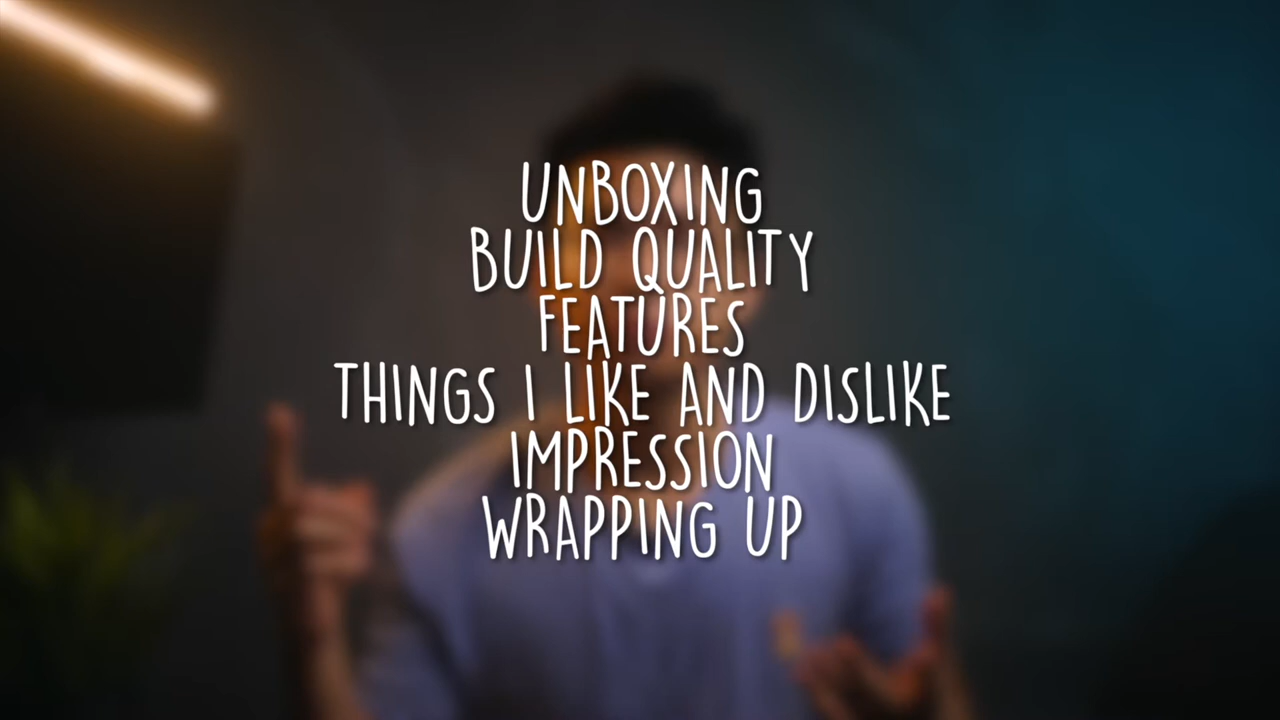 UNBOXING
BUILD QUALITY
FEATURES
THINGS I LIKE AND DISLIKE
IMPRESSION
WRAPPING UP